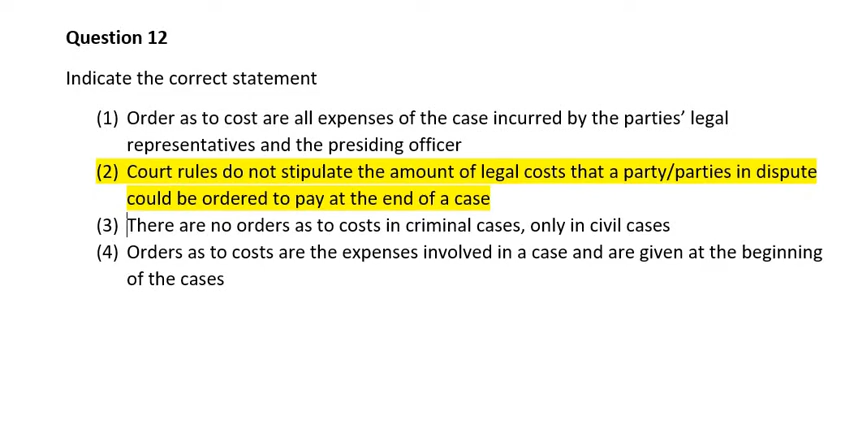 Question 12
Indicate the correct statement
(1) Order as to cost are all expenses of the case incurred by the parties’ legal
representatives and the presiding officer
(2) Court rules do not stipulate the amount of legal costs that a party/parties in dispute
could be ordered to pay at the end of a case
(3) There are no orders as to costs in criminal cases, only in civil cases
(4) Orders as to costs are the expenses involved in a case and are given at the beginning
of the cases